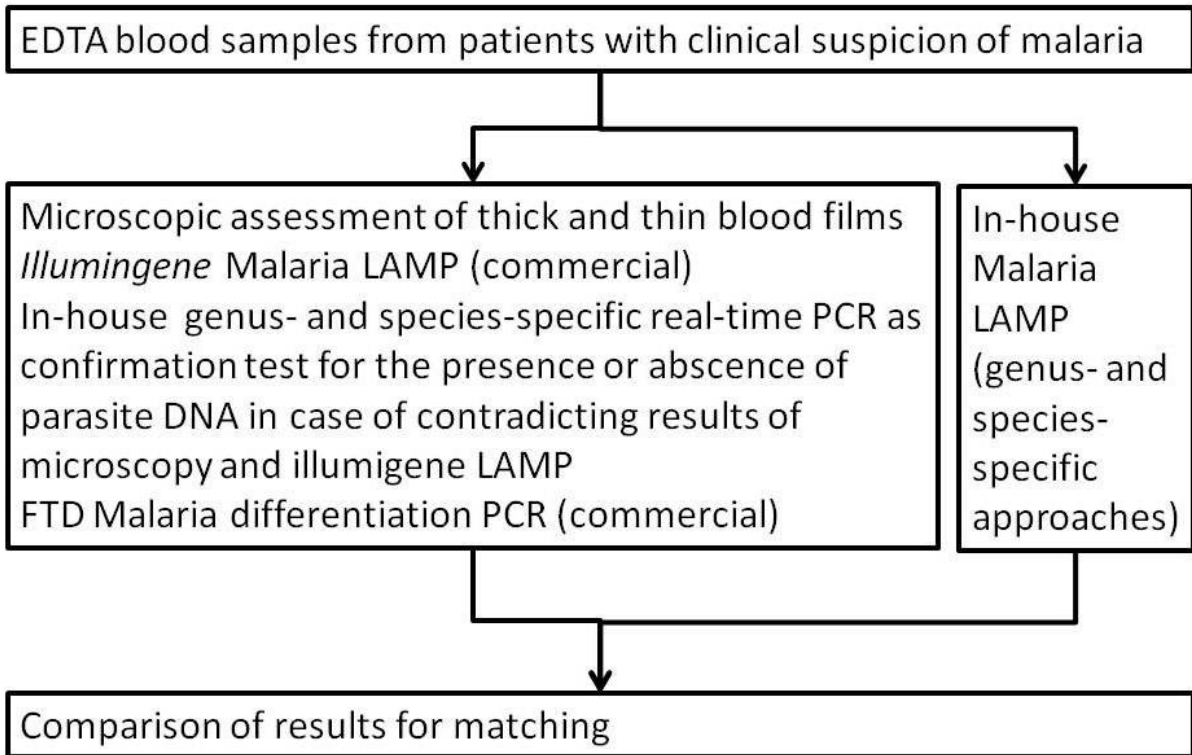 EDTA blood samples from patients with clinical suspicion of malaria
Microscopic assessment of thick and thin blood films
Illumingene Malaria LAMP (commercial)
In-house genus- and species-specific real-time PCR as
confirmation test for the presence or abscence of
parasite DNA in case of contradicting results of
microscopy and illumigene LAMP
FTD Malaria differentiation PCR (commercial)
In-house
Malaria
LAMP
(genus- and
species-
specific
approaches)
Comparison of results for matching